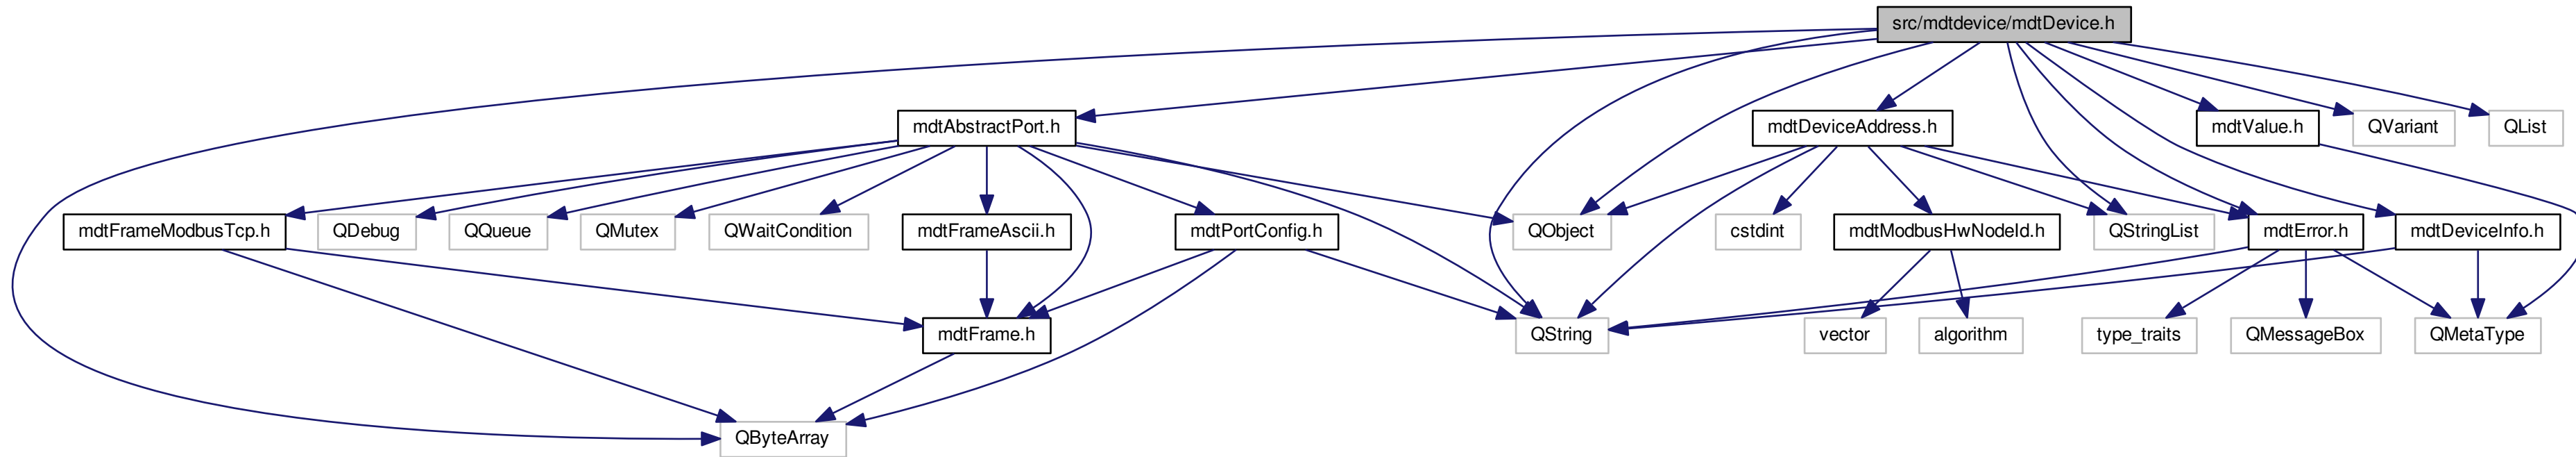 src/mdtdevice/mdtDevice.h
mdtAbstractPort.h
mdtDeviceAddress.h
mdtValue.h
QVariant
QList
mdtFrameModbusTcp.h
QDebug
QQueue
QMutex
QWaitCondition
mdtFrameAscii.h
mdtPortConfig.h
QObject
cstdint
mdtModbusHwNodeId.h
QStringList
mdtError.h
mdtDeviceInfo.h
mdtFrame.h
QString
vector
algorithm
type_traits
QMessageBox
QMetaType
QByteArray